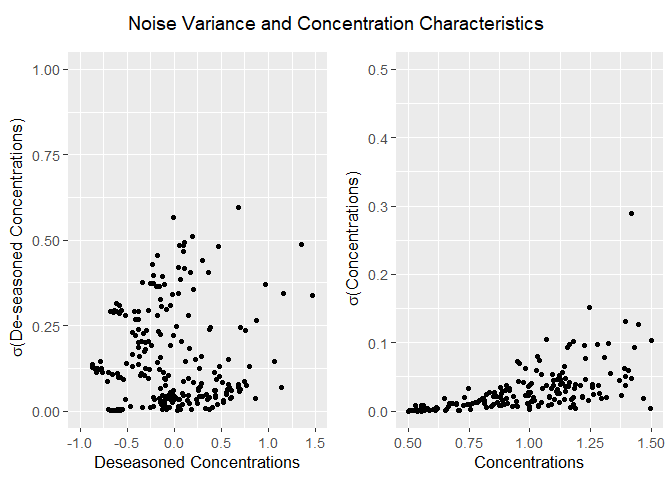 Noise Variance and Concentration Characteristics
σ(De-seasoned Concentrations)
1.00
0.75
0.50
0.25
0.00
-1.0 -0.5 0.0 0.5 1.0 1.5
Deseasoned Concentrations
σ(Concentrations)
0.5
0.4
0.3
0.2
0.1
0.0
0.50 0.75 1.00 1.25 1.50
Concentrations